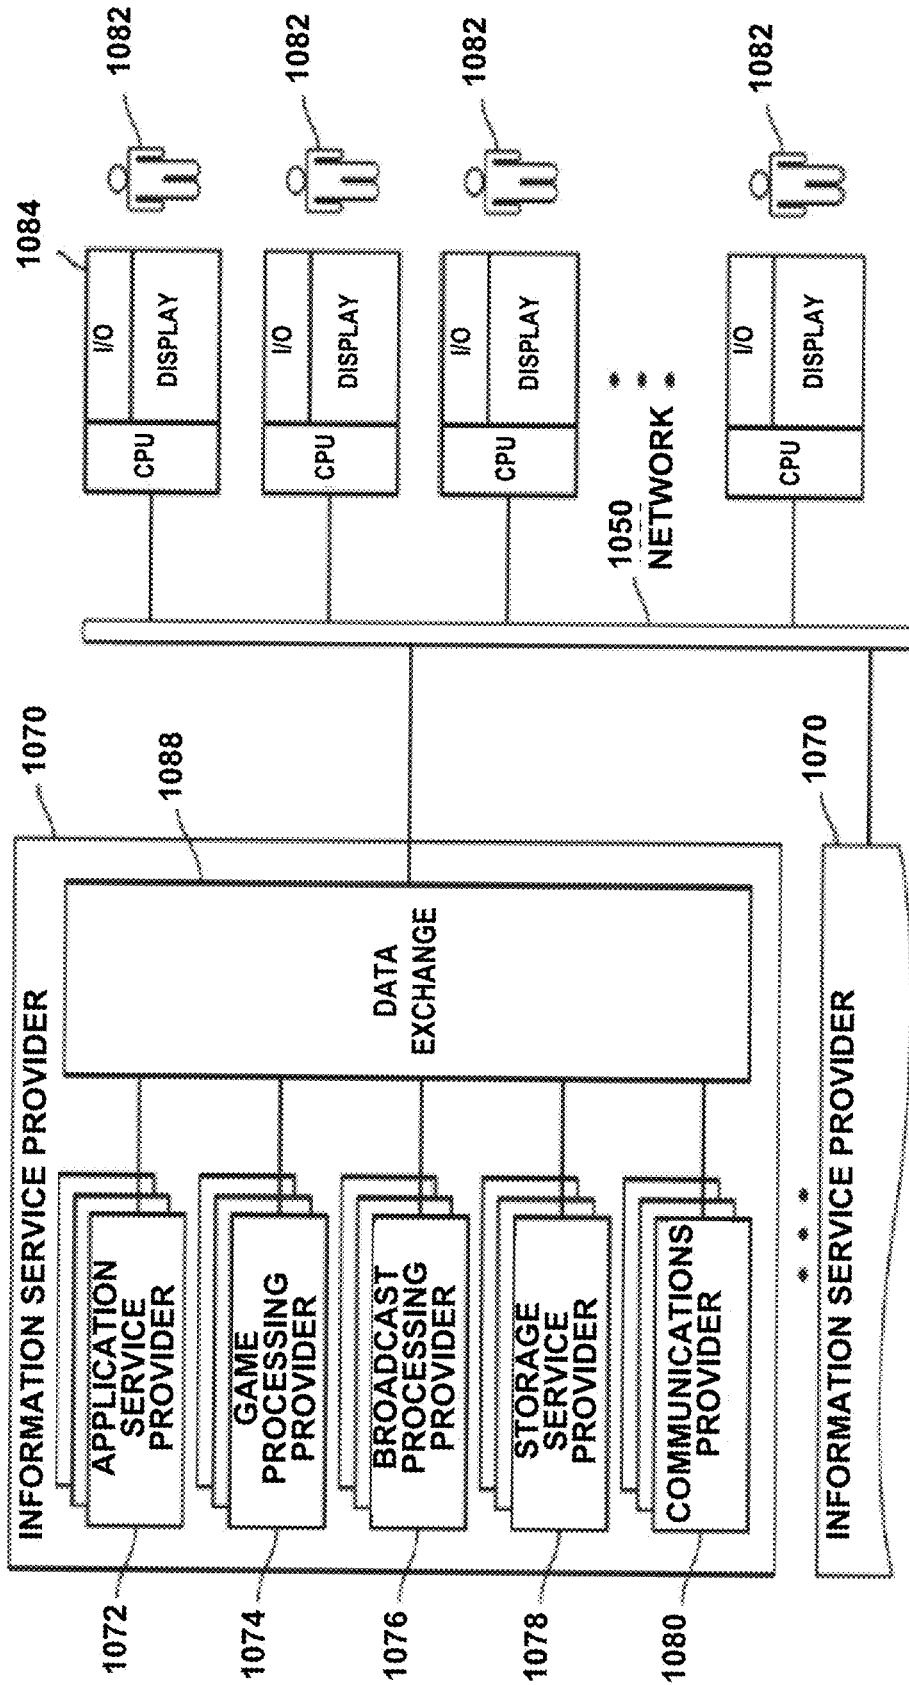 INFORMATION SERVICE PROVIDER
1070
1088
1072
APPLICATION
SERVICE
PROVIDER
1074
GAME
PROCESSING
PROVIDER
1076
BROADCAST
PROCESSING
PROVIDER
1078
STORAGE
SERVICE
PROVIDER
1080
COMMUNICATIONS
PROVIDER
DATA
EXCHANGE
INFORMATION SERVICE PROVIDER
1070
1050
NETWORK
1084
CPU
I/O
DISPLAY
1082
CPU
I/O
DISPLAY
1082
CPU
I/O
DISPLAY
1082
CPU
I/O
DISPLAY
1082